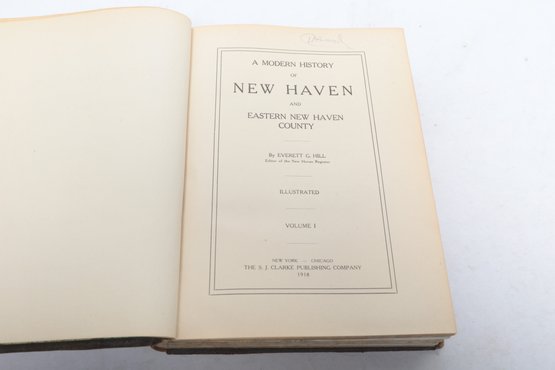 A MODERN HISTORY
OF
NEW HAVEN
AND
EASTERN NEW HAVEN
COUNTY
By EVERETT G. HILL
Editor of the New Haven Register
ILLUSTRATED
VOLUME I
NEW YORK — CHICAGO
THE S. J. CLARKE PUBLISHING COMPANY
1918